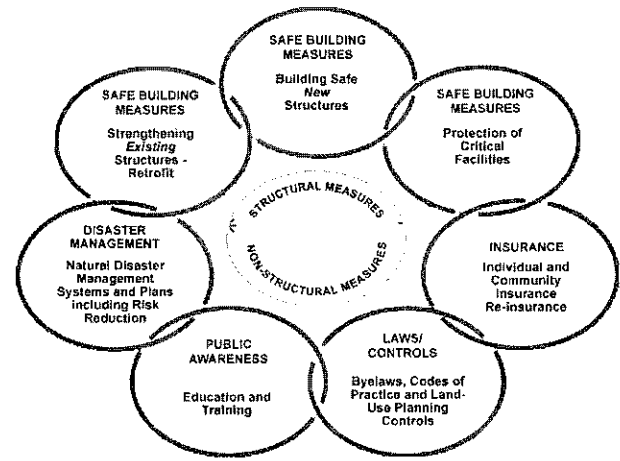 SAFE BUILDING
MEASURES
Building Safe
New
Structures
SAFE BUILDING
MEASURES
Strengthening
Existing
Structures -
Retrofit
SAFE BUILDING
MEASURES
Protection of
Critical
Facilities
STRUCTURAL MEASURES
NON-STRUCTURAL MEASURES
DISASTER
MANAGEMENT
Natural Disaster
Management
Systems and Plans
including Risk
Reduction
INSURANCE
Individual and
Community
Insurance
Re-insurance
PUBLIC
AWARENESS
Education and
Training
LAWS/
CONTROLS
Byelaws, Codes of
Practice and Land-
Use Planning
Controls